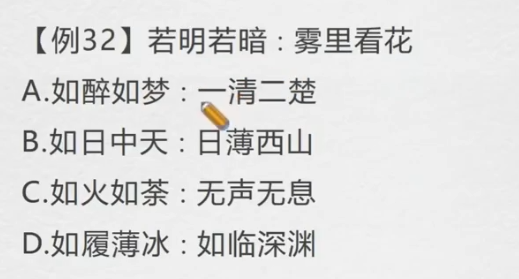 【例32】若明若暗：雾里看花
A.如醉如梦：一清二楚
B.如日中天：日薄西山
C.如火如荼：无声无息
D.如履薄冰：如临深渊